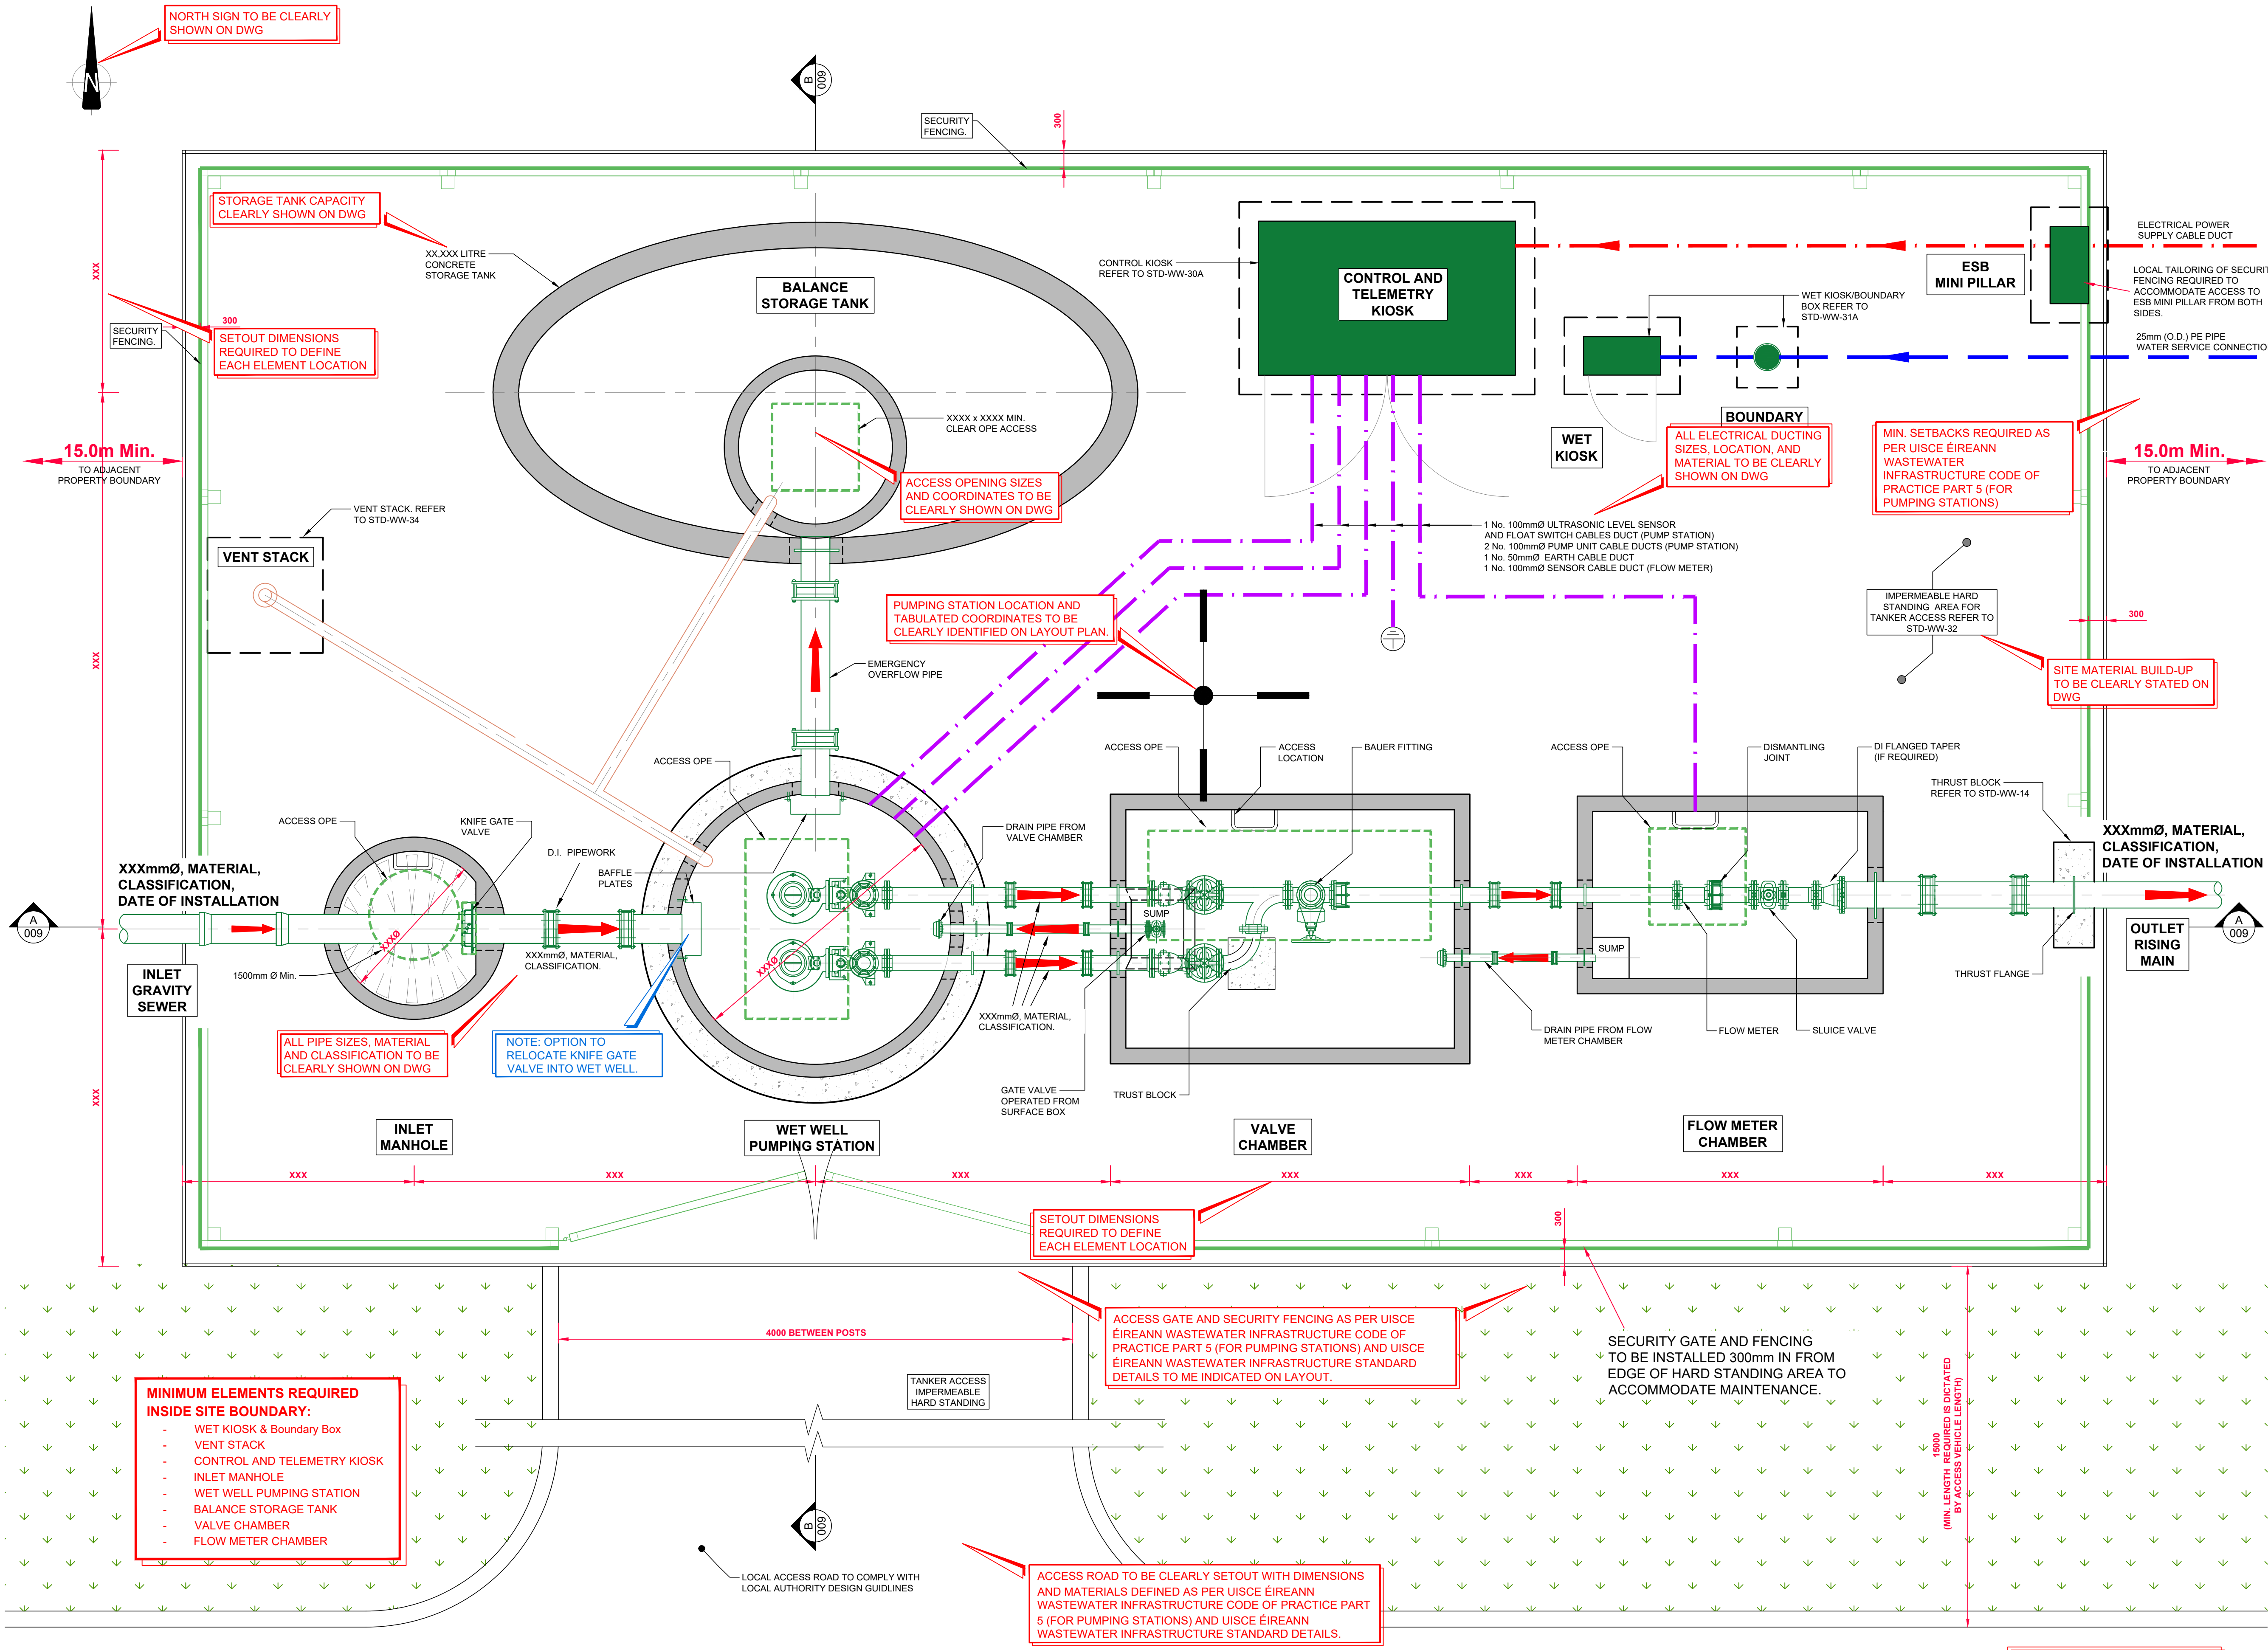 NORTH SIGN TO BE CLEARLY
SHOWN ON DWG
N
B
009
SECURITY
FENCING.
300
STORAGE TANK CAPACITY
CLEARLY SHOWN ON DWG
XX,XXX LITRE
CONCRETE
STORAGE TANK
BALANCE
STORAGE TANK
CONTROL KIOSK
REFER TO STD-WW-30A
CONTROL AND
TELEMETRY
KIOSK
ESB
MINI PILLAR
ELECTRICAL POWER
SUPPLY CABLE DUCT
LOCAL TAILORING OF SECURIT
FENCING REQUIRED TO
ACCOMMODATE ACCESS TO
ESB MINI PILLAR FROM BOTH
SIDES.
WET KIOSK/BOUNDARY
BOX REFER TO
STD-WW-31A
25mm (O.D.) PE PIPE
WATER SERVICE CONNECTIO
XXX
SECURITY
FENCING.
300
SETOUT DIMENSIONS
REQUIRED TO DEFINE
EACH ELEMENT LOCATION
XXXX x XXXX MIN.
CLEAR OPE ACCESS
15.0m Min.
TO ADJACENT
PROPERTY BOUNDARY
WET
KIOSK
BOUNDARY
ALL ELECTRICAL DUCTING
SIZES, LOCATION, AND
MATERIAL TO BE CLEARLY
SHOWN ON DWG
MIN. SETBACKS REQUIRED AS
PER UISCE ÉIREANN
WASTEWATER
INFRASTRUCTURE CODE OF
PRACTICE PART 5 (FOR
PUMPING STATIONS)
15.0m Min.
TO ADJACENT
PROPERTY BOUNDARY
ACCESS OPENING SIZES
AND COORDINATES TO BE
CLEARLY SHOWN ON DWG
VENT STACK. REFER
TO STD-WW-34
VENT STACK
1 No. 100mmØ ULTRASONIC LEVEL SENSOR
AND FLOAT SWITCH CABLES DUCT (PUMP STATION)
2 No. 100mmØ PUMP UNIT CABLE DUCTS (PUMP STATION)
1 No. 50mmØ EARTH CABLE DUCT
1 No. 100mmØ SENSOR CABLE DUCT (FLOW METER)
PUMPING STATION LOCATION AND
TABULATED COORDINATES TO BE
CLEARLY IDENTIFIED ON LAYOUT PLAN.
IMPERMEABLE HARD
STANDING AREA FOR
TANKER ACCESS REFER TO
STD-WW-32
300
XXX
EMERGENCY
OVERFLOW PIPE
SITE MATERIAL BUILD-UP
TO BE CLEARLY STATED ON
DWG
ACCESS OPE
ACCESS OPE
ACCESS
LOCATION
BAUER FITTING
ACCESS OPE
DISMANTLING
JOINT
DI FLANGED TAPER
(IF REQUIRED)
THRUST BLOCK
REFER TO STD-WW-14
ACCESS OPE
KNIFE GATE
VALVE
D.I. PIPEWORK
BAFFLE
PLATES
DRAIN PIPE FROM
VALVE CHAMBER
XXXmmØ, MATERIAL,
CLASSIFICATION,
DATE OF INSTALLATION
XXXmmØ, MATERIAL,
CLASSIFICATION,
DATE OF INSTALLATION
A
009
SUMP
SUMP
A
009
XXXØ
XXXØ
INLET
GRAVITY
SEWER
1500mm Ø Min.
XXXmmØ, MATERIAL,
CLASSIFICATION.
OUTLET
RISING
MAIN
THRUST FLANGE
XXXmmØ, MATERIAL,
CLASSIFICATION.
DRAIN PIPE FROM FLOW
METER CHAMBER
FLOW METER
SLUICE VALVE
ALL PIPE SIZES, MATERIAL
AND CLASSIFICATION TO BE
CLEARLY SHOWN ON DWG
NOTE: OPTION TO
RELOCATE KNIFE GATE
VALVE INTO WET WELL.
GATE VALVE
OPERATED FROM
SURFACE BOX
TRUST BLOCK
XXX
INLET
MANHOLE
WET WELL
PUMPING STATION
VALVE
CHAMBER
FLOW METER
CHAMBER
XXX
XXX
XXX
XXX
XXX
XXX
XXX
SETOUT DIMENSIONS
REQUIRED TO DEFINE
EACH ELEMENT LOCATION
300
4000 BETWEEN POSTS
ACCESS GATE AND SECURITY FENCING AS PER UISCE
ÉIREANN WASTEWATER INFRASTRUCTURE CODE OF
PRACTICE PART 5 (FOR PUMPING STATIONS) AND UISCE
ÉIREANN WASTEWATER INFRASTRUCTURE STANDARD
DETAILS TO ME INDICATED ON LAYOUT.
SECURITY GATE AND FENCING
TO BE INSTALLED 300mm IN FROM
EDGE OF HARD STANDING AREA TO
ACCOMMODATE MAINTENANCE.
TANKER ACCESS
IMPERMEABLE
HARD STANDING
15000
(MIN. LENGTH REQUIRED IS DICTATED
BY ACCESS VEHICLE LENGTH)
MINIMUM ELEMENTS REQUIRED
INSIDE SITE BOUNDARY:
- WET KIOSK & Boundary Box
- VENT STACK
- CONTROL AND TELEMETRY KIOSK
- INLET MANHOLE
- WET WELL PUMPING STATION
- BALANCE STORAGE TANK
- VALVE CHAMBER
- FLOW METER CHAMBER
B
009
LOCAL ACCESS ROAD TO COMPLY WITH
LOCAL AUTHORITY DESIGN GUIDLINES
ACCESS ROAD TO BE CLEARLY SETOUT WITH DIMENSIONS
AND MATERIALS DEFINED AS PER UISCE ÉIREANN
WASTEWATER INFRASTRUCTURE CODE OF PRACTICE PART
5 (FOR PUMPING STATIONS) AND UISCE ÉIREANN
WASTEWATER INFRASTRUCTURE STANDARD DETAILS.